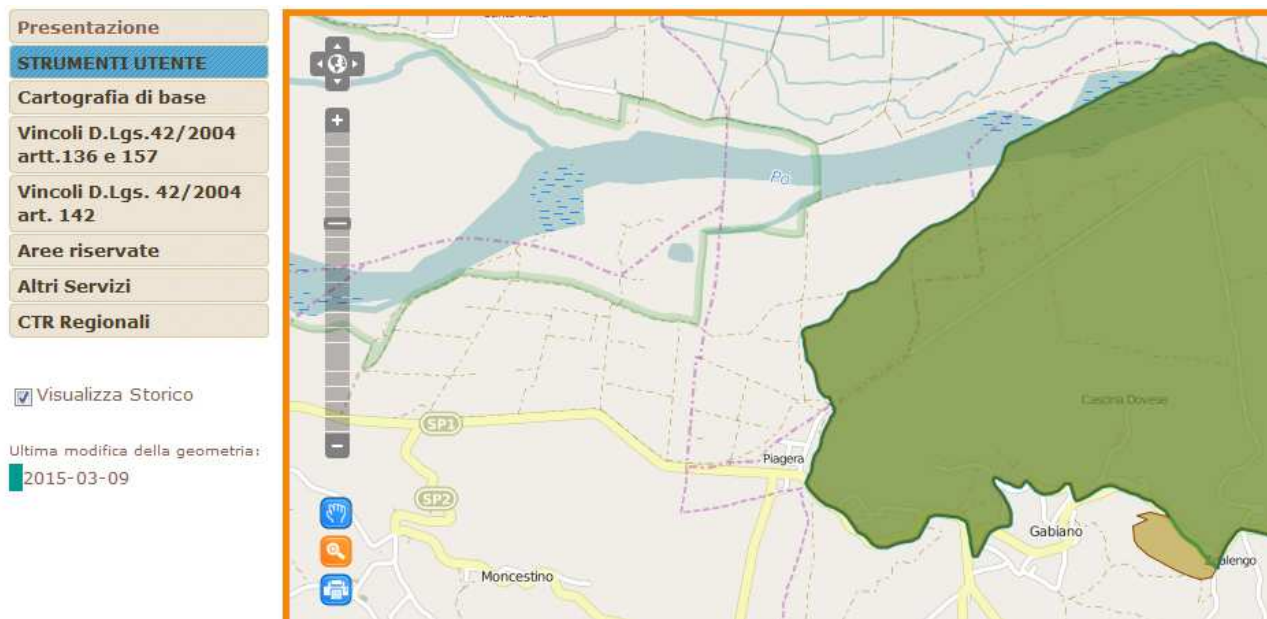 Presentazione
STRUMENTI UTENTE
Cartografia di base
Vincoli D.Lgs.42/2004
artt.136 e 157
Vincoli D.Lgs. 42/2004
art. 142
Aree riservate
Altri Servizi
CTR Regionali
Visualizza Storico
Ultima modifica della geometria:
2015-03-09
Po
Cascina Dovese
SP1
Piagera
SP2
Gabiano
Moncestino